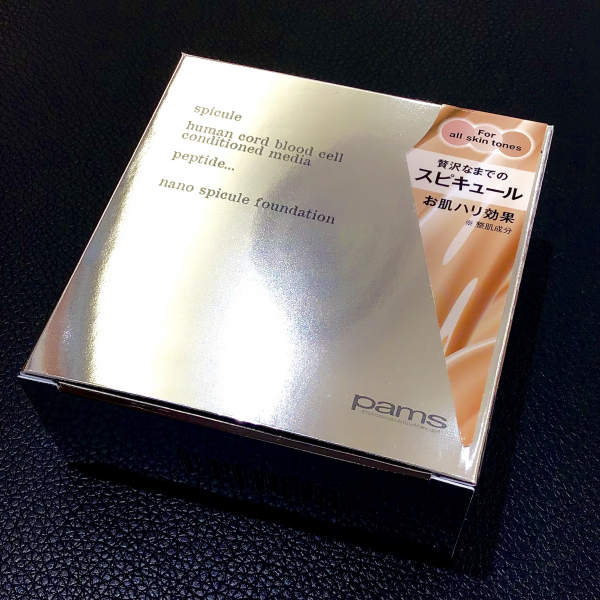 spicule
human cord blood cell
conditioned media
peptide...
nano spicule foundation
For
all skin tones
贅沢なまでの
スピキュール
お肌ハリ効果
※ 整肌成分
pams